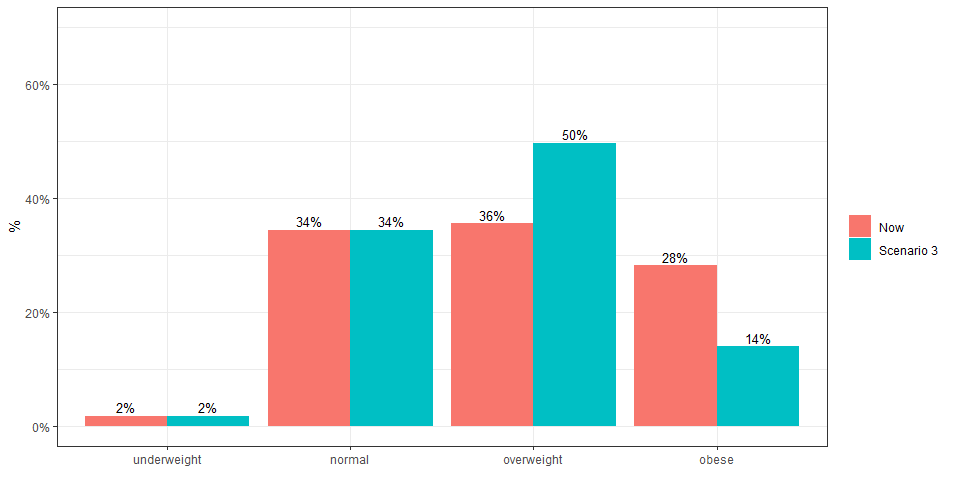 60%
40%
20%
0%
%
2%
2%
34%
34%
36%
50%
28%
14%
underweight
normal
overweight
obese
Now
Scenario 3